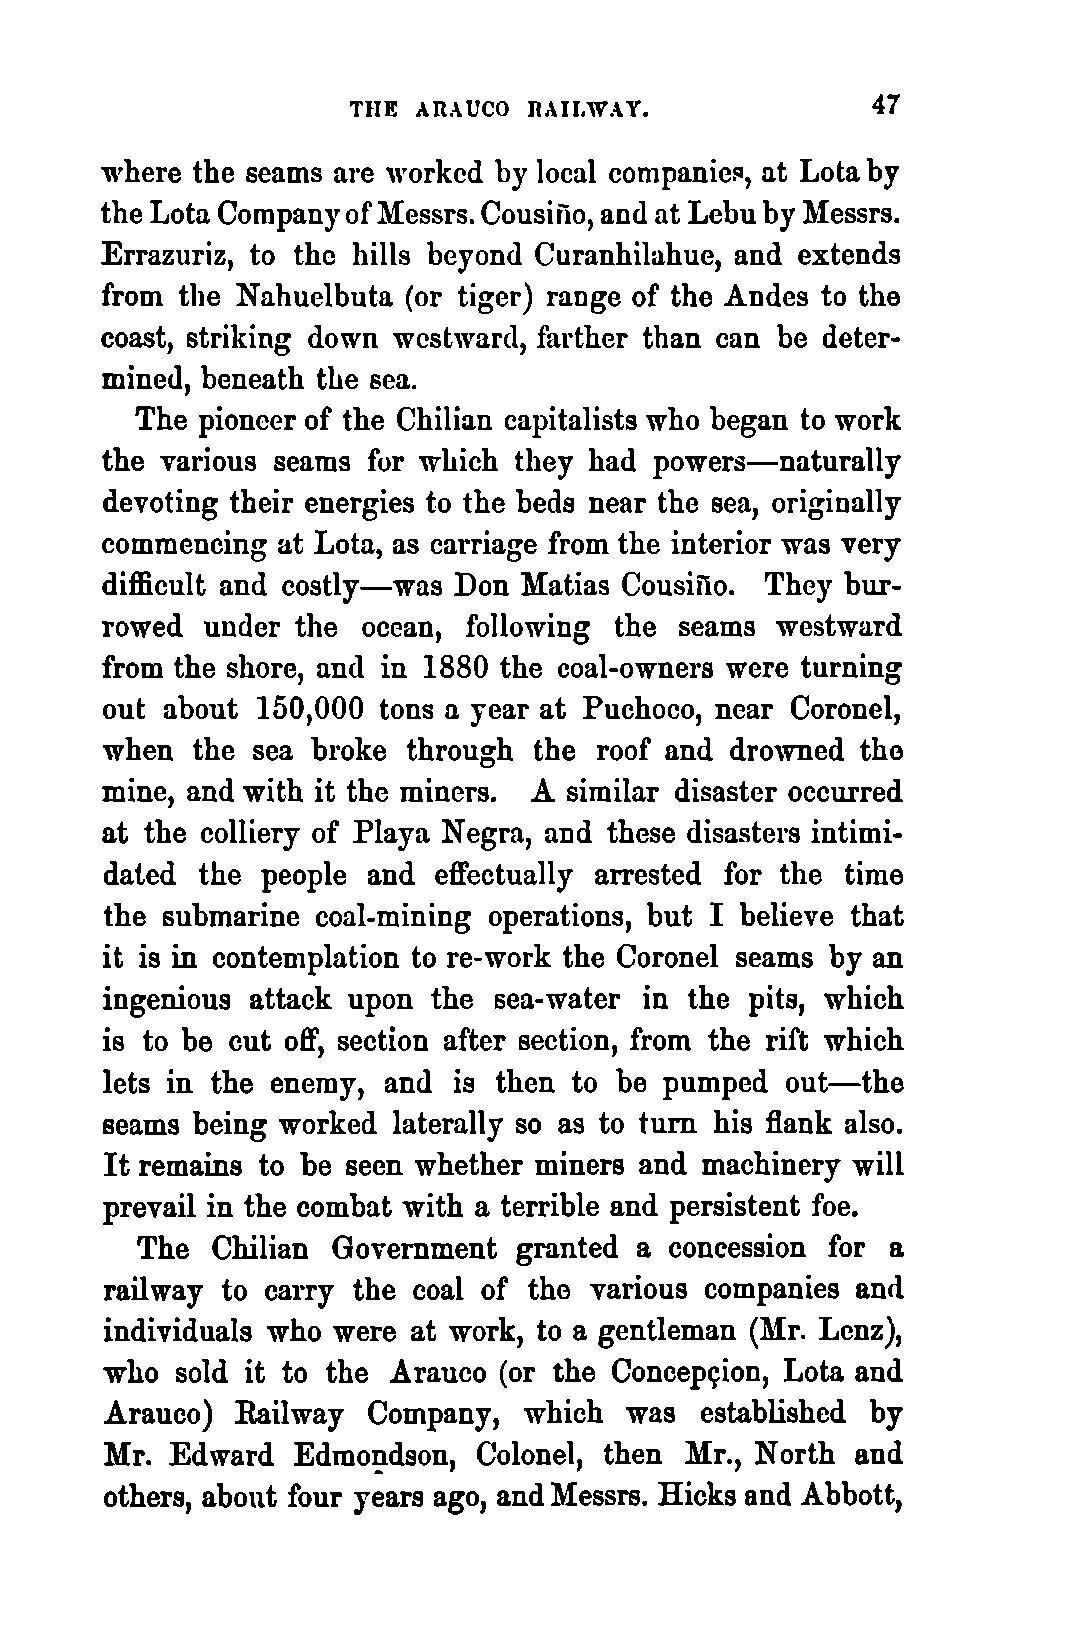 THE ARAUCO RAILWAY. 47
where the seams are worked by local companies, at Lota by
the Lota Company of Messrs. Cousiño, and at Lebu by Messrs.
Errazuriz, to the hills beyond Curanhilahue, and extends
from the Nahuelbuta (or tiger) range of the Andes to the
coast, striking down westward, farther than can be deter-
mined, beneath the sea.
The pioneer of the Chilian capitalists who began to work
the various seams for which they had powers—naturally
devoting their energies to the beds near the sea, originally
commencing at Lota, as carriage from the interior was very
difficult and costly—was Don Matias Cousiño. They bur-
rowed under the ocean, following the seams westward
from the shore, and in 1880 the coal-owners were turning
out about 150,000 tons a year at Puchoco, near Coronel,
when the sea broke through the roof and drowned the
mine, and with it the miners. A similar disaster occurred
at the colliery of Playa Negra, and these disasters intimi-
dated the people and effectually arrested for the time
the submarine coal-mining operations, but I believe that
it is in contemplation to re-work the Coronel seams by an
ingenious attack upon the sea-water in the pits, which
is to be cut off, section after section, from the rift which
lets in the enemy, and is then to be pumped out—the
seams being worked laterally so as to turn his flank also.
It remains to be seen whether miners and machinery will
prevail in the combat with a terrible and persistent foe.
The Chilian Government granted a concession for a
railway to carry the coal of the various companies and
individuals who were at work, to a gentleman (Mr. Lenz),
who sold it to the Arauco (or the Concepçion, Lota and
Arauco) Railway Company, which was established by
Mr. Edward Edmondson, Colonel, then Mr., North and
others, about four years ago, and Messrs. Hicks and Abbott,